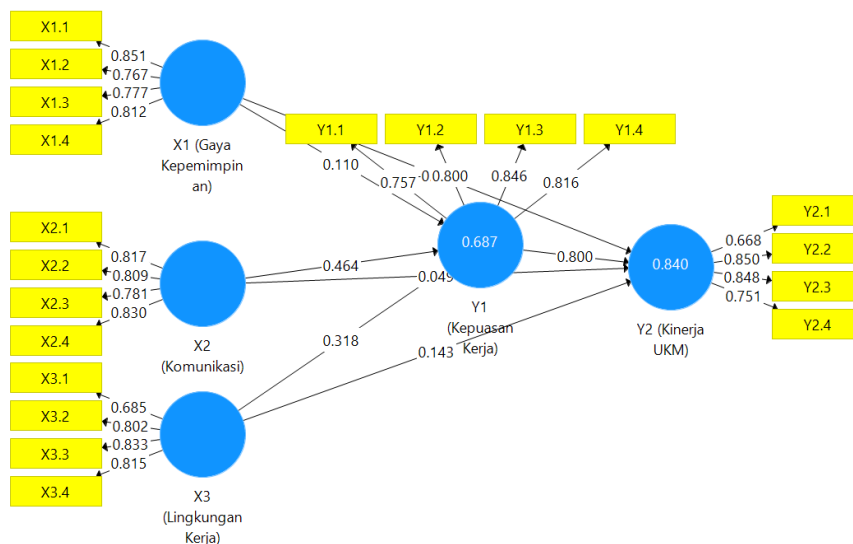 X1.1
X1.2
X1.3
X1.4
0.851
0.767
0.777
0.812
X1 (Gaya
Kepemimpin
an)
Y1.1
Y1.2
Y1.3
Y1.4
0.110
0.757
0.800
0.846
0.816
X2.1
X2.2
X2.3
X2.4
0.817
0.809
0.781
0.830
X2
(Komunikasi)
0.464
0.049
0.687
Y1
(Kepuasan
Kerja)
0.800
0.840
Y2 (Kinerja
UKM)
0.668
0.850
0.848
0.751
Y2.1
Y2.2
Y2.3
Y2.4
0.318
0.143
X3.1
X3.2
X3.3
X3.4
0.685
0.802
0.833
0.815
X3
(Lingkungan
Kerja)